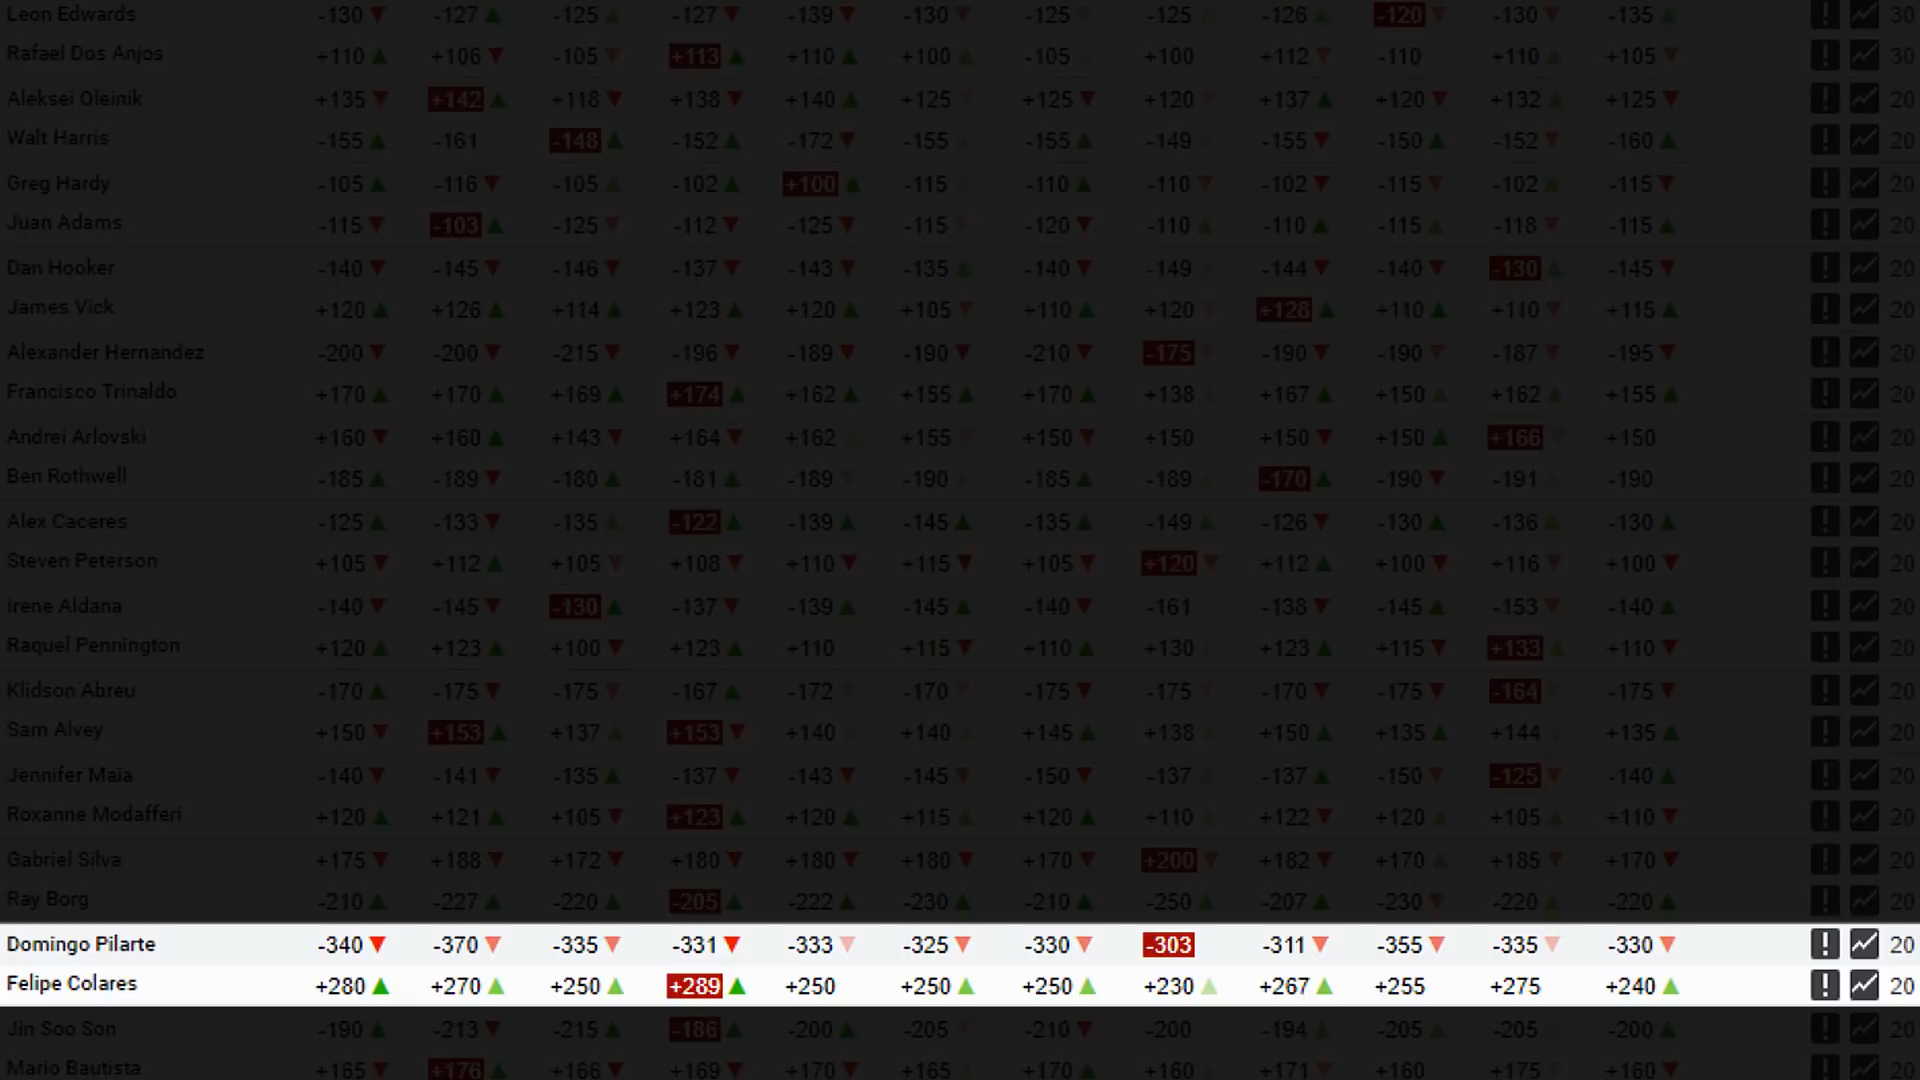 Leon Edwards -130 -127 -125 -127 -139 -130 -125 -125 -126 -120 -130 -135 30
Rafael Dos Anjos +110 +106 -105 +113 +110 +100 -105 +100 +112 -110 +110 +105 30
Aleksei Oleinik +135 +142 +118 +138 +140 +125 +125 +120 +137 +120 +132 +125 20
Walt Harris -155 -161 -148 -152 -172 -155 -155 -149 -155 -150 -152 -160 20
Greg Hardy -105 -116 -105 -102 +100 -115 -110 -110 -102 -115 -102 -115 20
Juan Adams -115 -103 -125 -112 -125 -115 -120 -110 -110 -115 -118 -115 20
Dan Hooker -140 -145 -146 -137 -143 -135 -140 -149 -144 -140 -130 -145 20
James Vick +120 +126 +114 +123 +120 +105 +110 +120 +128 +110 +110 +115 20
Alexander Hernandez -200 -200 -215 -196 -189 -190 -210 -175 -190 -190 -187 -195 20
Francisco Trinaldo +170 +170 +169 +174 +162 +155 +170 +138 +167 +150 +162 +155 20
Andrei Arlovski +160 +160 +143 +164 +162 +155 +150 +150 +150 +150 +166 +150 20
Ben Rothwell -185 -189 -180 -181 -189 -190 -185 -189 -170 -190 -191 -190 20
Alex Caceres -125 -133 -135 -122 -139 -145 -135 -149 -126 -130 -136 -130 20
Steven Peterson +105 +112 +105 +108 +110 +115 +105 +120 +112 +100 +116 +100 20
Irene Aldana -140 -145 -130 -137 -139 -145 -140 -161 -138 -145 -153 -140 20
Raquel Pennington +120 +123 +100 +123 +110 +115 +110 +130 +123 +115 +133 +110 20
Klidson Abreu -170 -175 -175 -167 -172 -170 -175 -175 -170 -175 -164 -175 20
Sam Alvey +150 +153 +137 +153 +140 +140 +145 +138 +150 +135 +144 +135 20
Jennifer Maia -140 -141 -135 -137 -143 -145 -150 -137 -137 -150 -125 -140 20
Roxanne Modafferi +120 +121 +105 +123 +120 +115 +120 +110 +122 +120 +105 +110 20
Gabriel Silva +175 +188 +172 +180 +180 +180 +170 +200 +182 +170 +185 +170 20
Ray Borg -210 -227 -220 -205 -222 -230 -210 -250 -207 -230 -220 -220 20
Domingo Pilarte -340 -370 -335 -331 -333 -325 -330 -303 -311 -355 -335 -330 20
Felipe Colares +280 +270 +250 +289 +250 +250 +250 +230 +267 +255 +275 +240 20
Jin Soo Son -190 -213 -215 -186 -200 -205 -210 -200 -194 -205 -205 -200 20
Mario Bautista +165 +176 +166 +169 +170 +165 +170 +160 +171 +160 +175 +160 20